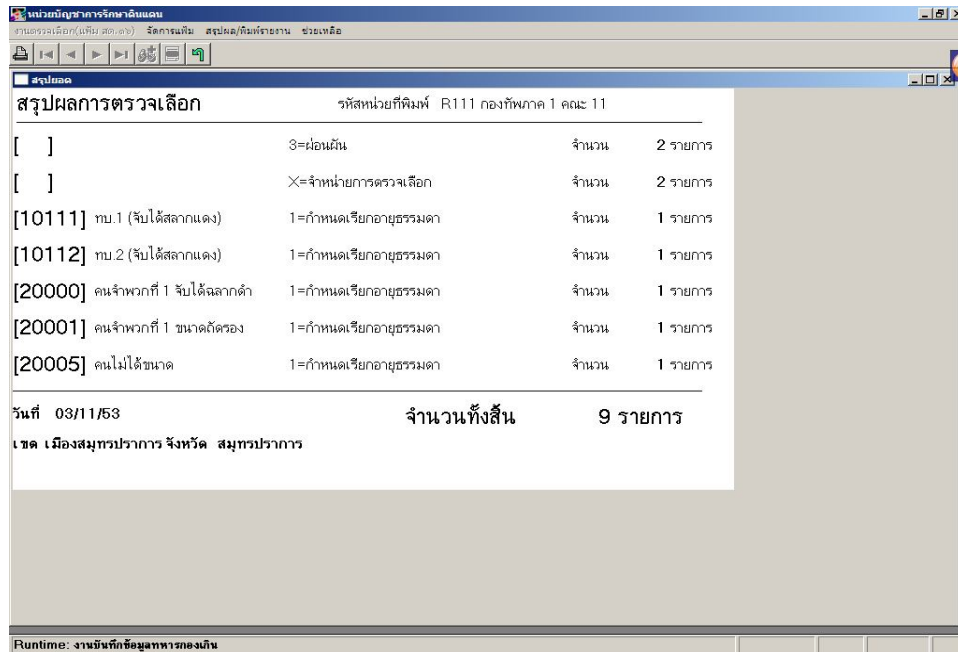 หน่วยบัญชาการรักษาดินแดน
งานตรวจเลือก(แฟ้ม สด.๑๖) จัดการแฟ้ม สรุปผล/พิมพ์รายงาน ช่วยเหลือ
สรุปยอด
สรุปผลการตรวจเลือก รหัสหน่วยที่พิมพ์ R111 กองทัพภาค 1 คณะ 11
[ ] 3=ผ่อนผัน จำนวน 2 รายการ
[ ] X=จำหน่ายการตรวจเลือก จำนวน 2 รายการ
[10111] ทบ.1 (จับได้สลากแดง) 1=กำหนดเรียกอายุธรรมดา จำนวน 1 รายการ
[10112] ทบ.2 (จับได้สลากแดง) 1=กำหนดเรียกอายุธรรมดา จำนวน 1 รายการ
[20000] คนจำพวกที่ 1 จับได้ฉลากดำ 1=กำหนดเรียกอายุธรรมดา จำนวน 1 รายการ
[20001] คนจำพวกที่ 1 ขนาดถัดรอง 1=กำหนดเรียกอายุธรรมดา จำนวน 1 รายการ
[20005] คนไม่ได้ขนาด 1=กำหนดเรียกอายุธรรมดา จำนวน 1 รายการ
วันที่ 03/11/53 จำนวนทั้งสิ้น 9 รายการ
เขต เมืองสมุทรปราการ จังหวัด สมุทรปราการ
Runtime: งานบันทึกข้อมูลทหารกองเกิน